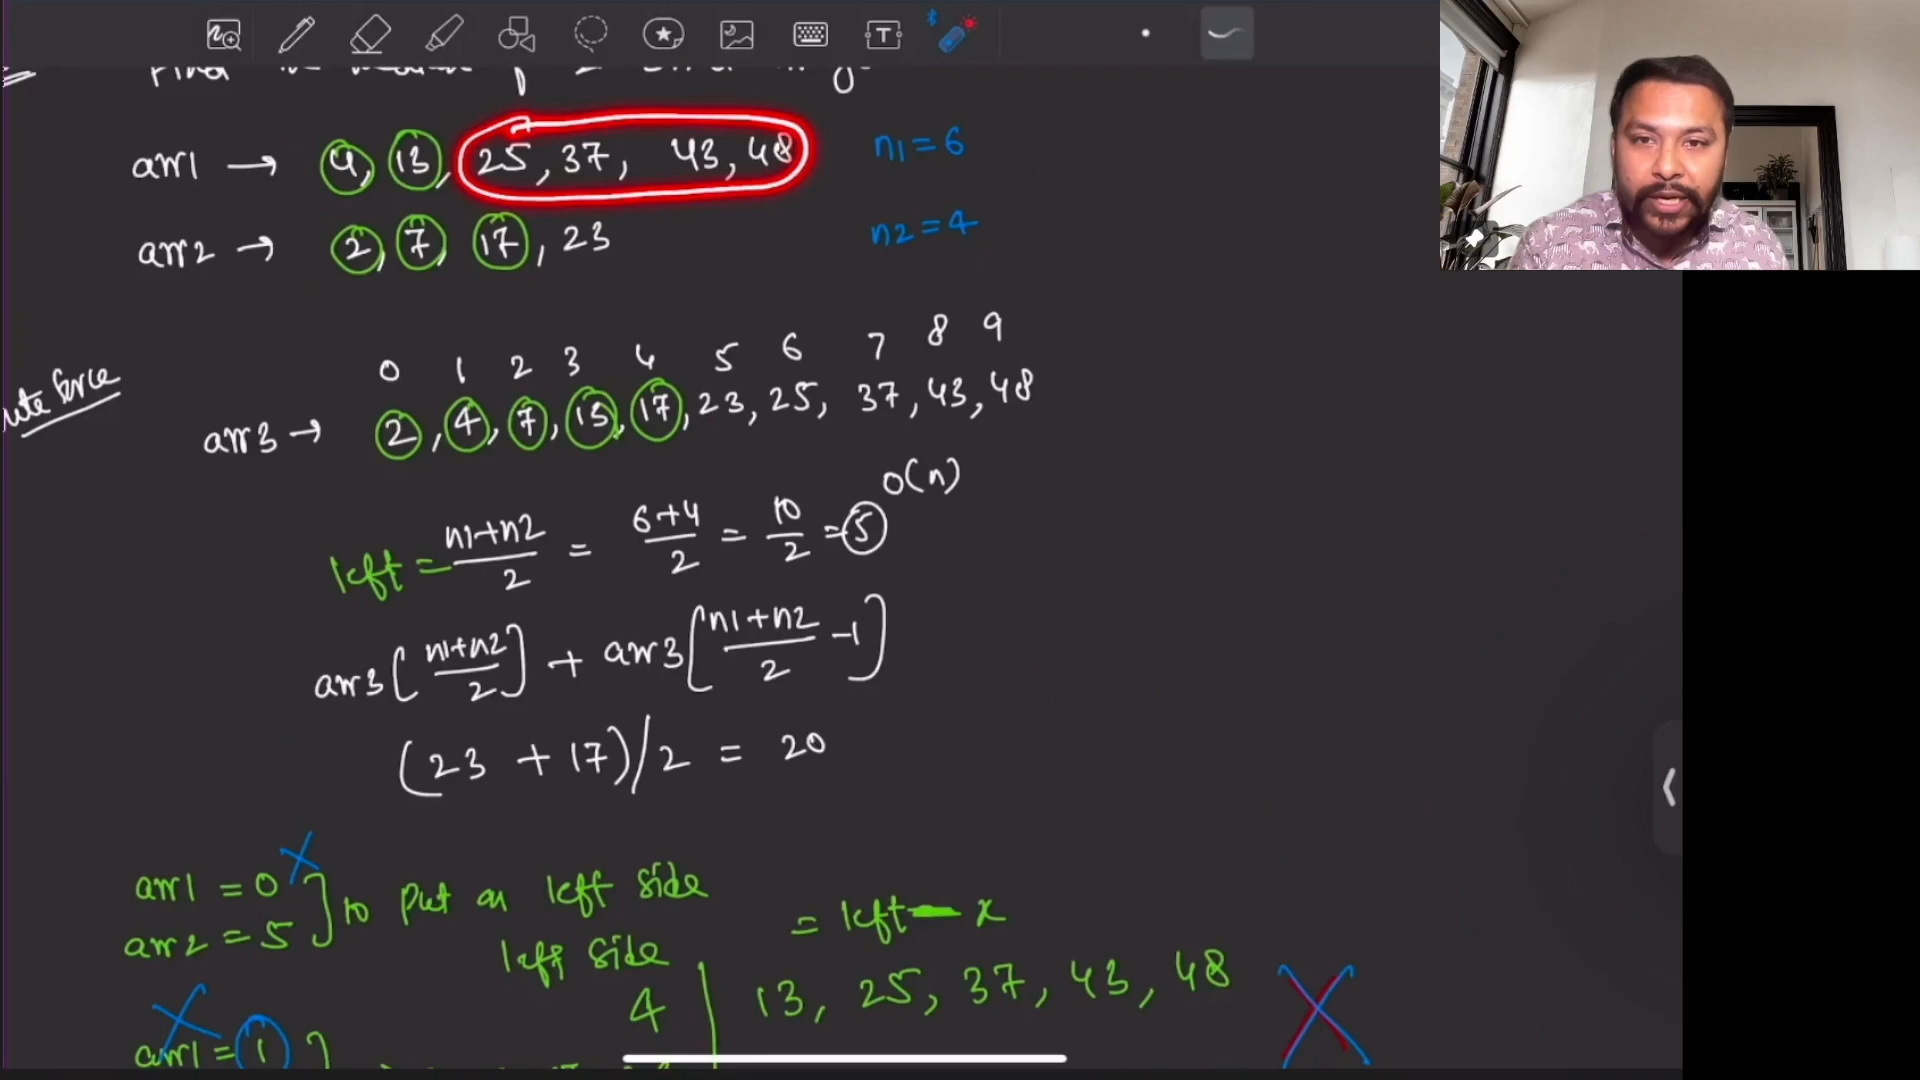 arr1 → 4, 13, 25, 37, 43, 48 n1 = 6
arr2 → 2, 7, 17, 23 n2 = 4
0 1 2 3 4 5 6 7 8 9
arr3 → 2, 4, 7, 13, 17, 23, 25, 37, 43, 48
O(n)
left = n1+n2/2 = 6+4/2 = 10/2 = 5
arr3[n1+n2/2] + arr3[n1+n2/2 -1]
(23 + 17)/2 = 20
arr1 = 0
arr2 = 5
] to put on left side
= left - x
left side
4 | 13, 25, 37, 43, 48
arr1 = 1